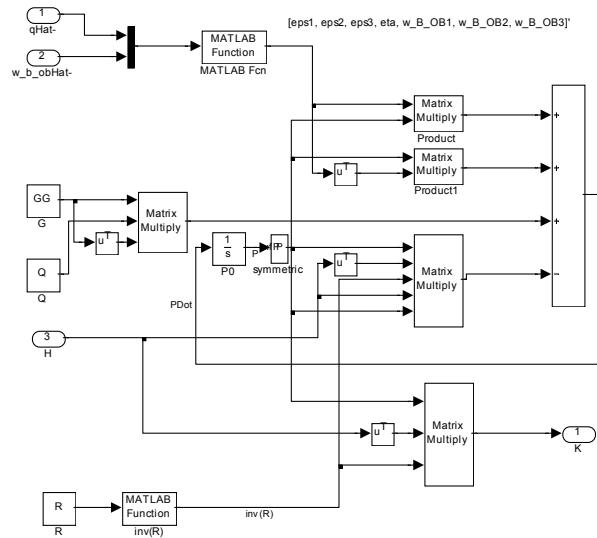 1
qHat-
2
w_b_obHat-
MATLAB
Function
MATLAB Fcn
[eps1, eps2, eps3, eta, w_B_OB1, w_B_OB2, w_B_OB3]'
Matrix
Multiply
Product
u
T
Matrix
Multiply
Product1
+
+
+
−
GG
G
u
T
Matrix
Multiply
Q
Q
1
s
P0
P
symmetric
u
T
Matrix
Multiply
PDot
3
H
u
T
Matrix
Multiply
1
K
R
R
MATLAB
Function
inv(R)
inv(R)